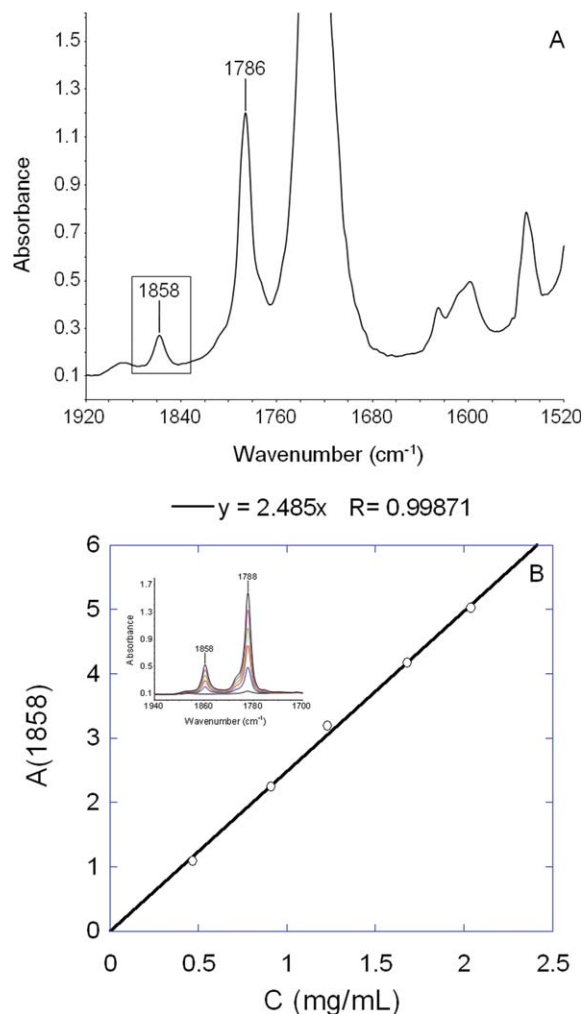 A
1.5
1.3
1.1
0.9
0.7
0.5
0.3
0.1
Absorbance
1786
1858
1920 1840 1760 1680 1600 1520
Wavenumber (cm-1)
y = 2.485x R= 0.99871
B
6
5
4
3
2
1
0
A(1858)
1.7
1.3
0.9
0.5
0.1
Absorbance
1788
1858
1940 1860 1780 1700
Wavenumber (cm-1)
0 0.5 1 1.5 2 2.5
C (mg/mL)